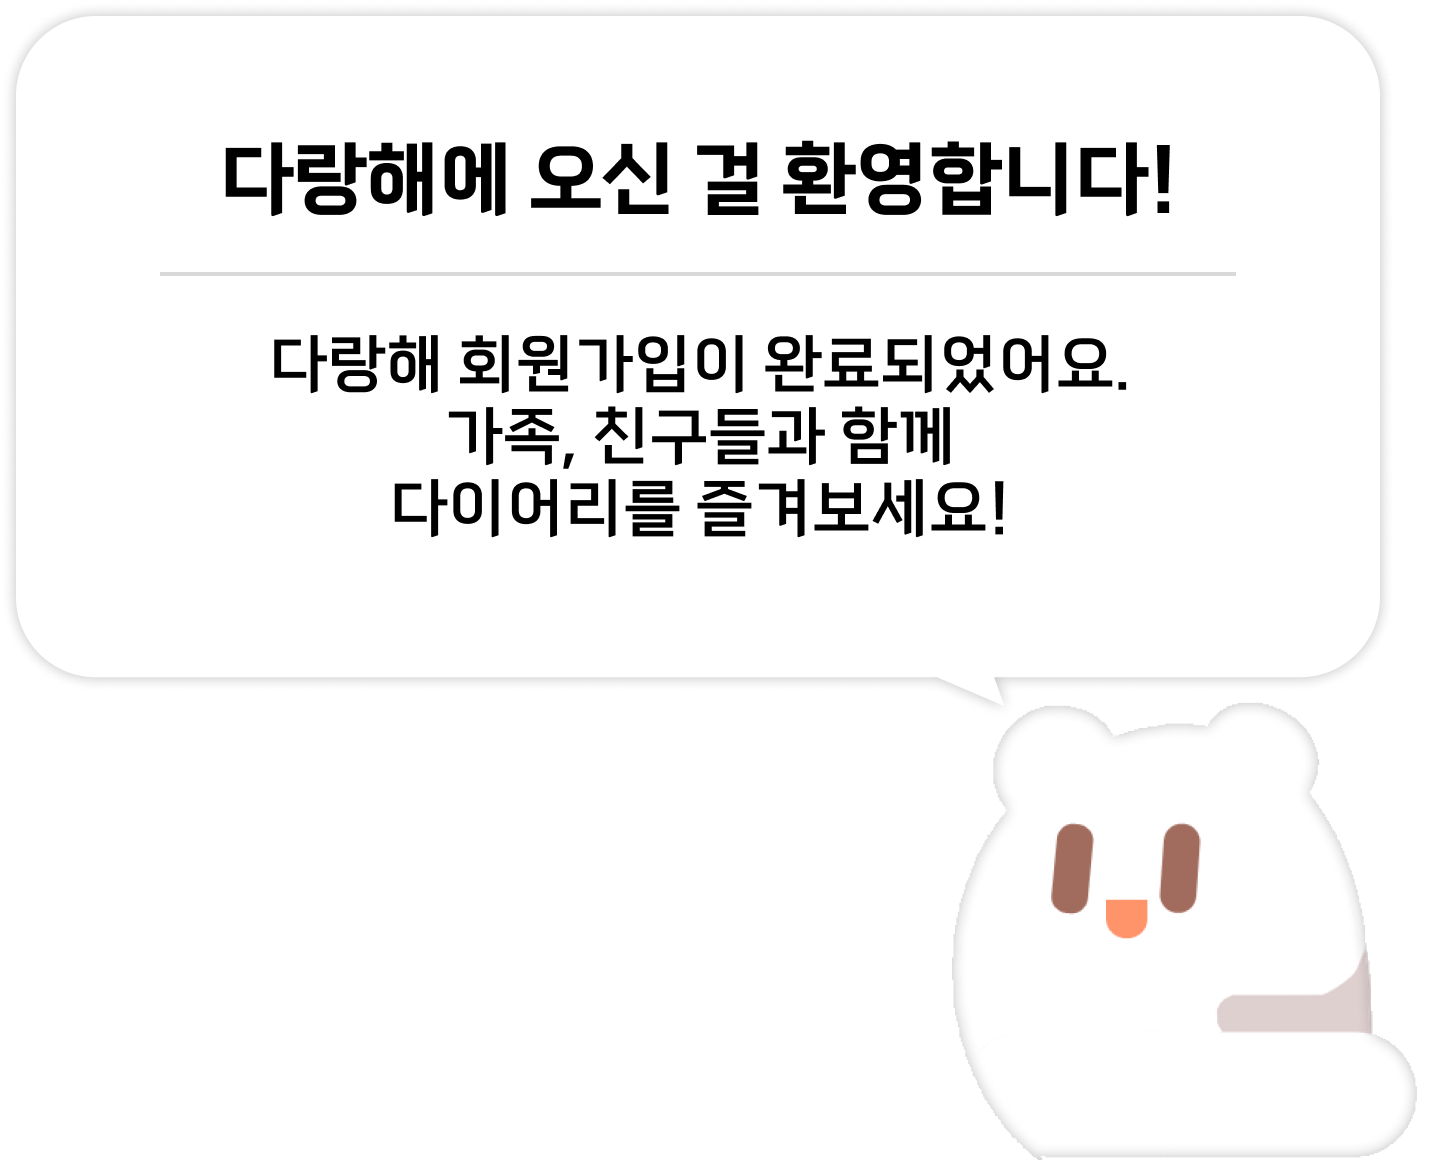 다랑해에 오신 걸 환영합니다!
다랑해 회원가입이 완료되었어요.
가족, 친구들과 함께
다이어리를 즐겨보세요!